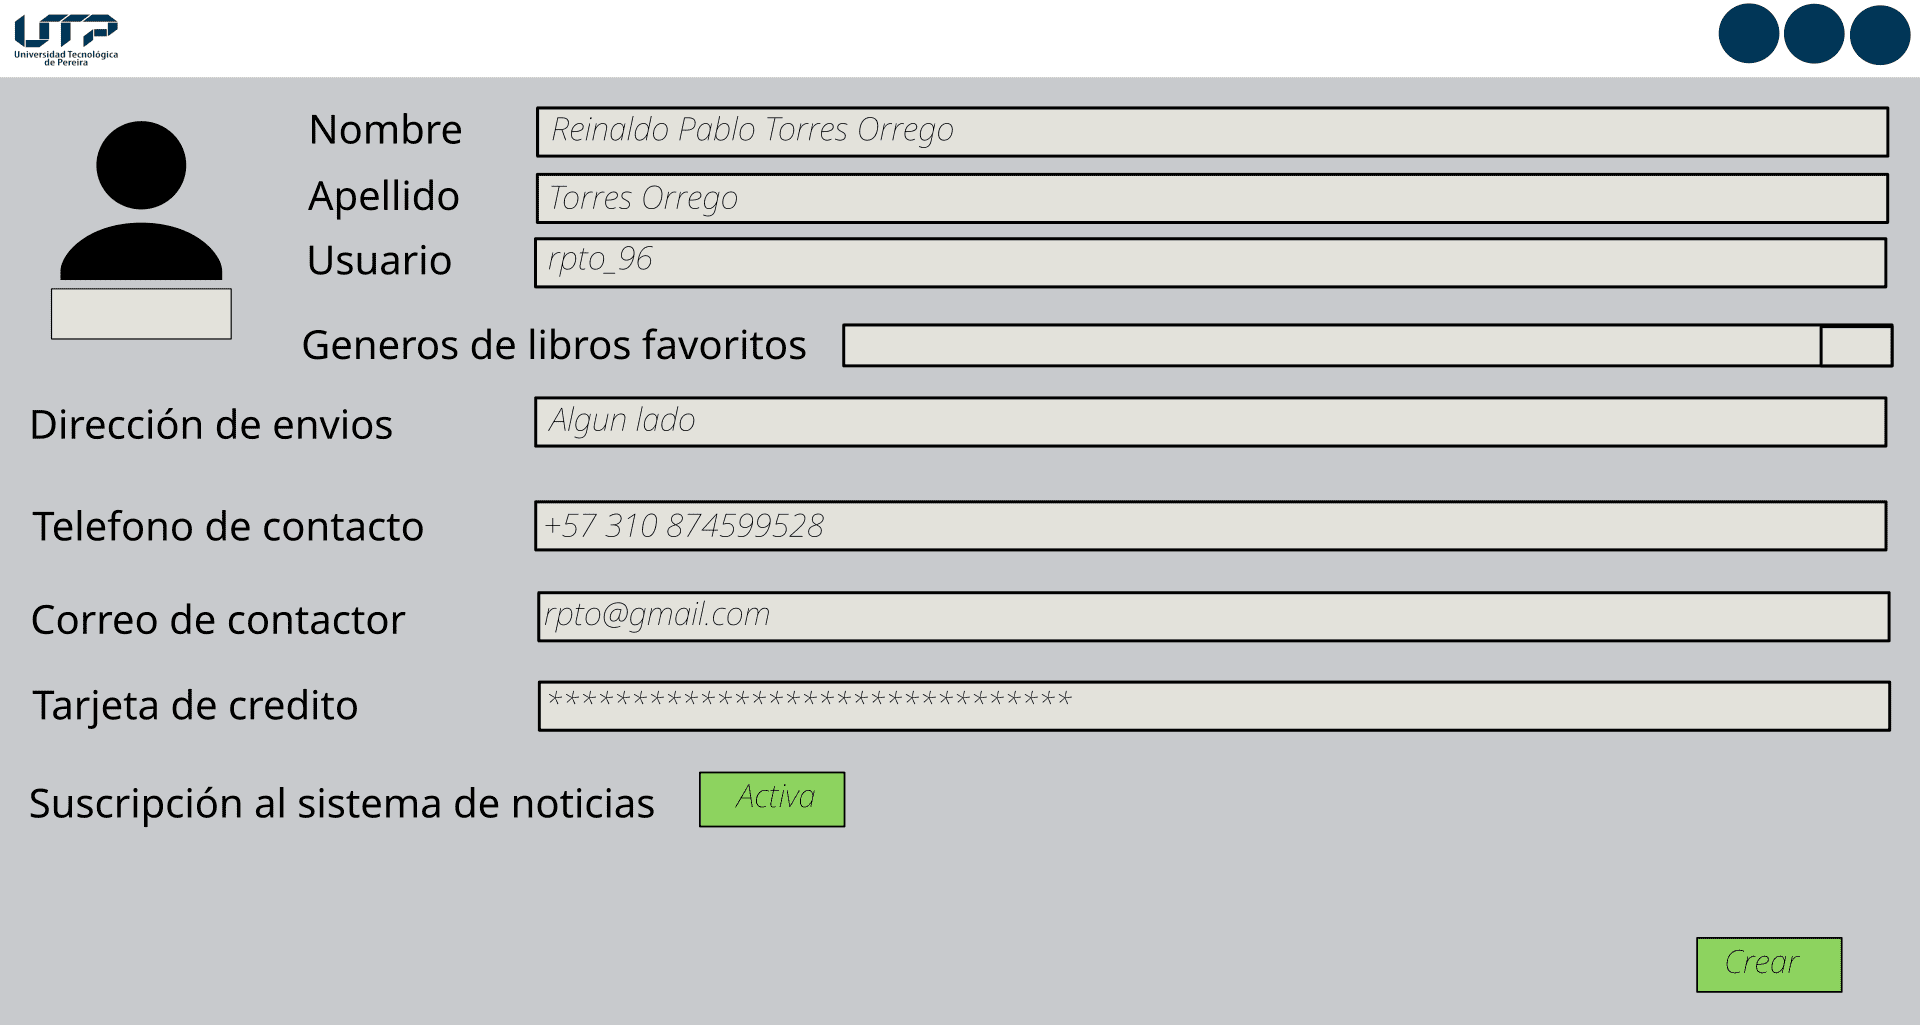 UTP
Universidad Tecnológica
de Pereira
Nombre
Reinaldo Pablo Torres Orrego
Apellido
Torres Orrego
Usuario
rpto_96
Generos de libros favoritos
Dirección de envios
Algun lado
Telefono de contacto
+57 310 874599528
Correo de contactor
rpto@gmail.com
Tarjeta de credito
*******************************
Suscripción al sistema de noticias
Activa
Crear